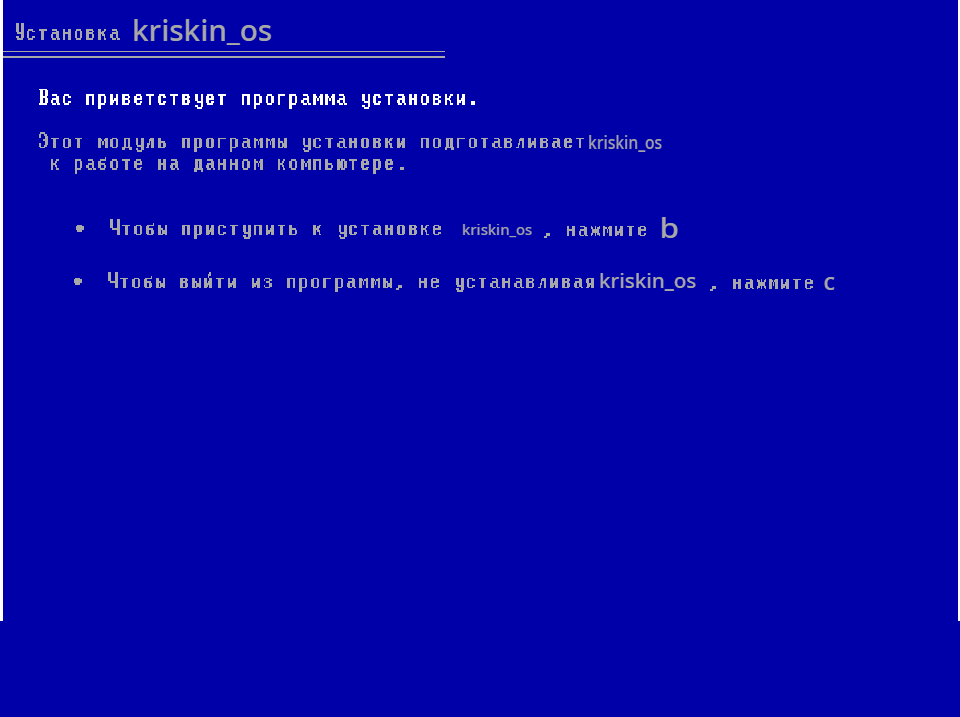 Установка kriskin_os
Вас приветствует программа установки.
Этот модуль программы установки подготавливает kriskin_os
к работе на данном компьютере.
• Чтобы приступить к установке kriskin_os , нажмите b
• Чтобы выйти из программы, не устанавливая kriskin_os , нажмите c